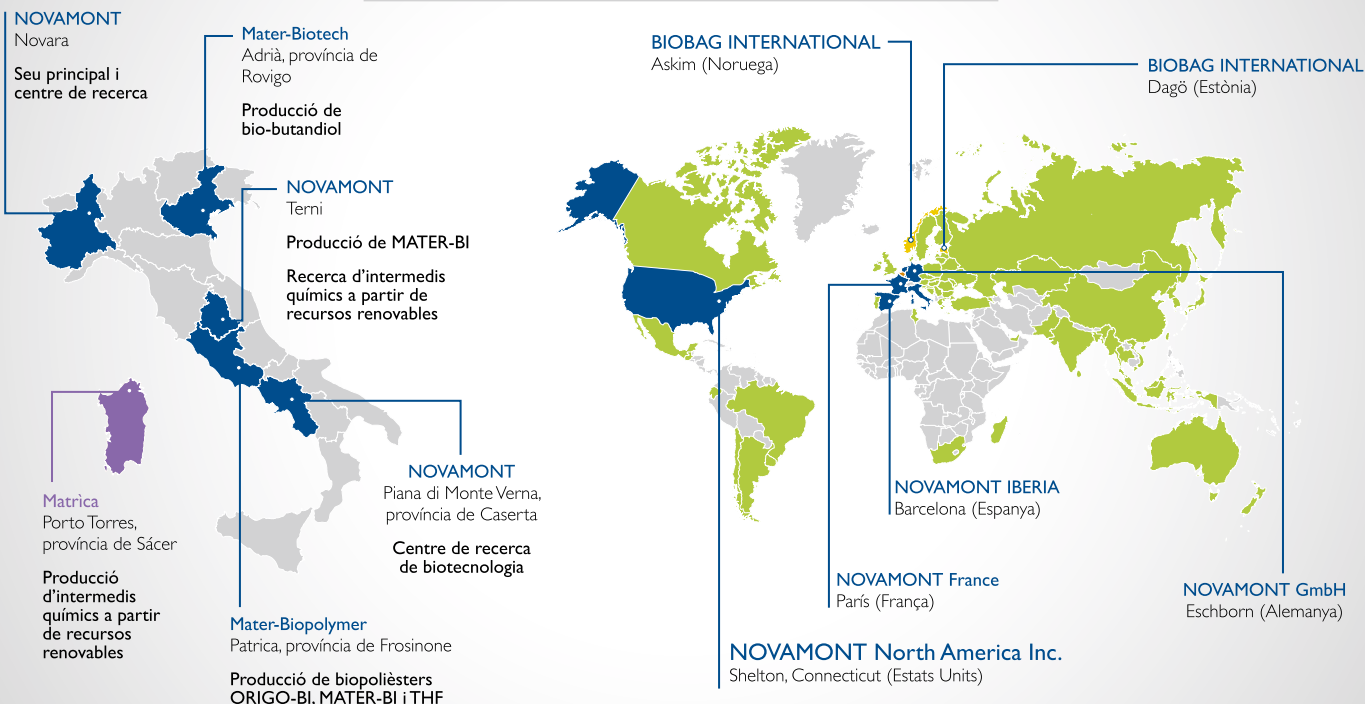 NOVAMONT
Novara
Seu principal i
centre de recerca
Mater-Biotech
Adrià, província de
Rovigo
Producció de
bio-butandiol
NOVAMONT
Terni
Producció de MATER-BI
Recerca d’intermedis
químics a partir de
recursos renovables
Matrìca
Porto Torres,
província de Sácer
Producció
d’intermedis
químics a partir
de recursos
renovables
NOVAMONT
Piana di Monte Verna,
província de Caserta
Centre de recerca
de biotecnologia
Mater-Biopolymer
Patrica, província de Frosinone
Producció de biopolièsters
ORIGO-BI, MATER-BI i THF
BIOBAG INTERNATIONAL
Askim (Noruega)
BIOBAG INTERNATIONAL
Dagö (Estònia)
NOVAMONT IBERIA
Barcelona (Espanya)
NOVAMONT France
París (França)
NOVAMONT GmbH
Eschborn (Alemanya)
NOVAMONT North America Inc.
Shelton, Connecticut (Estats Units)